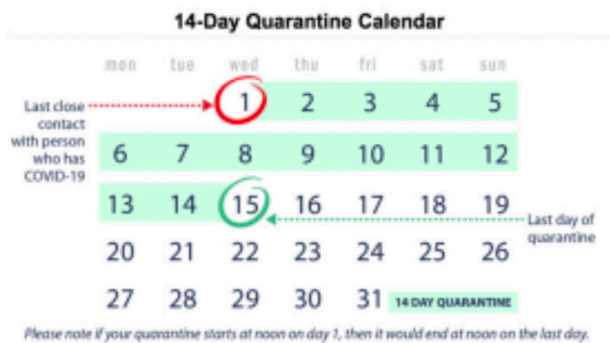 14-Day Quarantine Calendar
mon tue wed thu fri sat sun
1 2 3 4 5
Last close
contact
with person
who has
COVID-19
6 7 8 9 10 11 12
13 14 15 16 17 18 19
Last day of
quarantine
20 21 22 23 24 25 26
27 28 29 30 31 14 DAY QUARANTINE
Please note if your quarantine starts at noon on day 1, then it would end at noon on the last day.